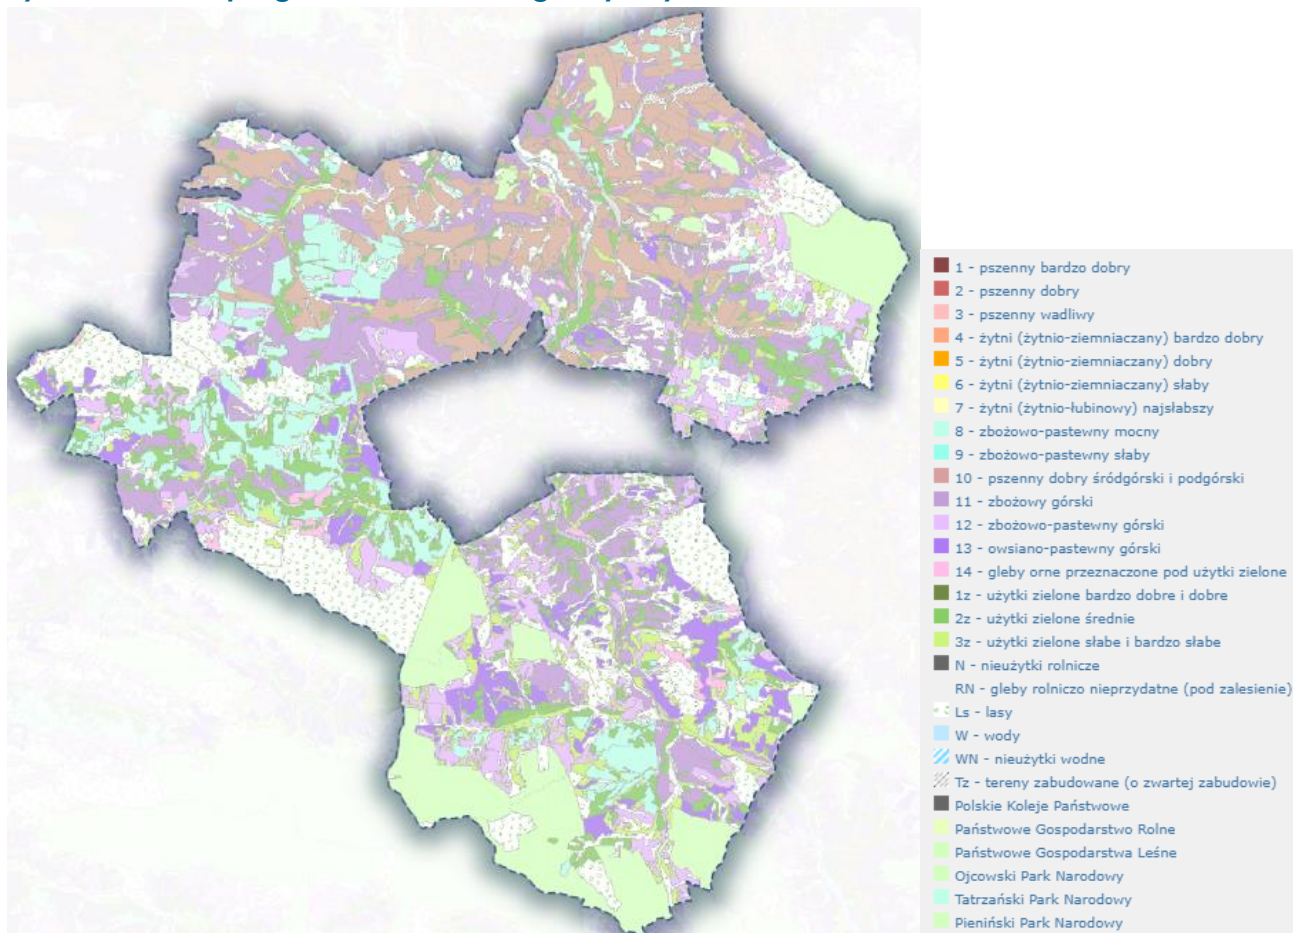 1 - pszenny bardzo dobry
2 - pszenny dobry
3 - pszenny wadliwy
4 - żytni (żytnio-ziemniaczany) bardzo dobry
5 - żytni (żytnio-ziemniaczany) dobry
6 - żytni (żytnio-ziemniaczany) słaby
7 - żytni (żytnio-łubinowy) najsłabszy
8 - zbożowo-pastewny mocny
9 - zbożowo-pastewny słaby
10 - pszenny dobry śródgórski i podgórski
11 - zbożowy górski
12 - zbożowo-pastewny górski
13 - owsiano-pastewny górski
14 - gleby orne przeznaczone pod użytki zielone
1z - użytki zielone bardzo dobre i dobre
2z - użytki zielone średnie
3z - użytki zielone słabe i bardzo słabe
N - nieużytki rolnicze
RN - gleby rolniczo nieprzydatne (pod zalesienie)
Ls - lasy
W - wody
WN - nieużytki wodne
Tz - tereny zabudowane (o zwartej zabudowie)
Polskie Koleje Państwowe
Państwowe Gospodarstwo Rolne
Państwowe Gospodarstwa Leśne
Ojcowski Park Narodowy
Tatrzański Park Narodowy
Pieniński Park Narodowy